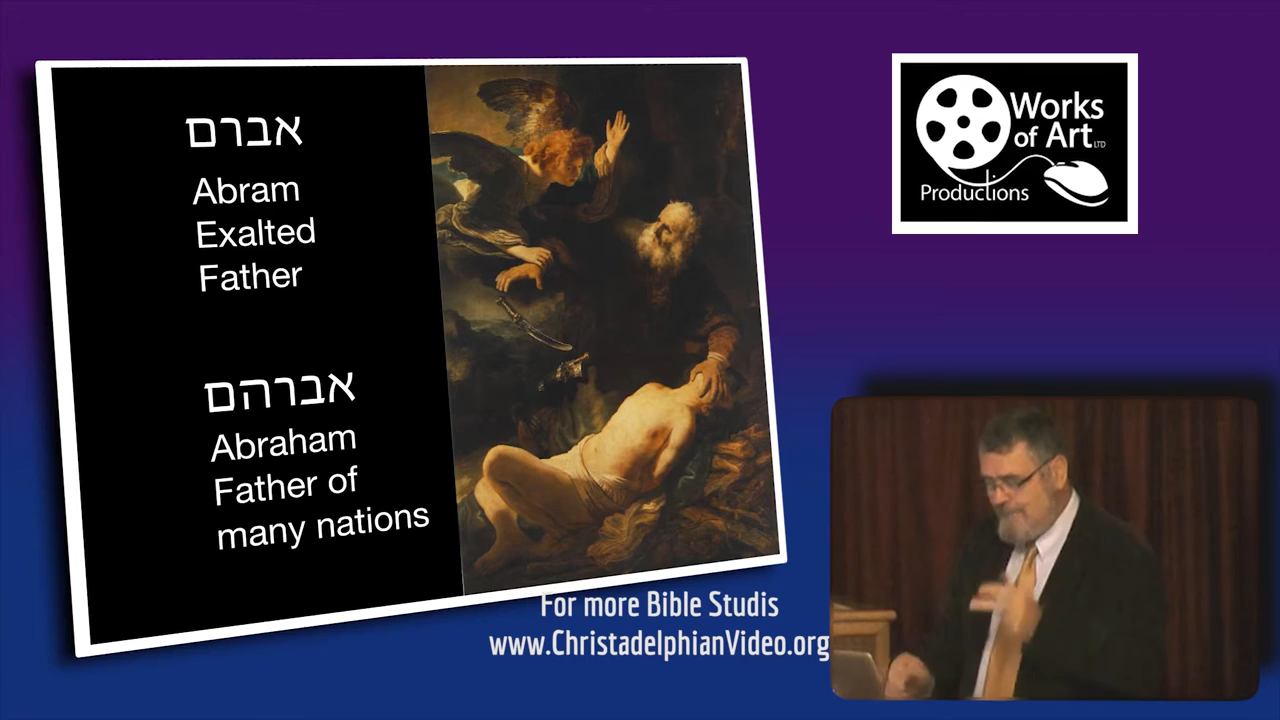 אברם
Abram
Exalted
Father
אברהם
Abraham
Father of
many nations
Works
of Art LTD
Productions
For more Bible Studis
www.ChristadelphianVideo.org